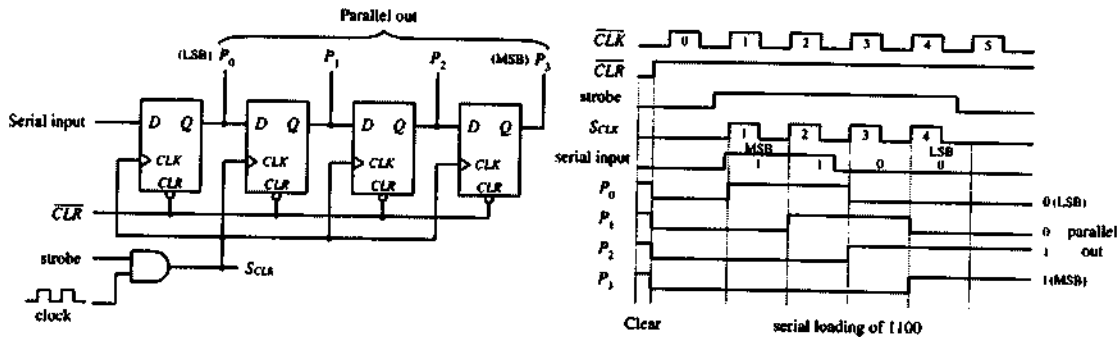 Parallel out
(LSB) P0 P1 P2 (MSB) P3
Serial input
D Q D Q D Q D Q
CLK CLK CLK CLK
CLR CLR CLR CLR
CLR
strobe
SCLR
clock
CLK 0 1 2 3 4 5
CLR
strobe
SCLK 1 2 3 4
MSB LSB
serial input 1 1 0 0
P0 0 (LSB)
P1 0 parallel
P2 1 out
P3 1 (MSB)
Clear serial loading of 1100